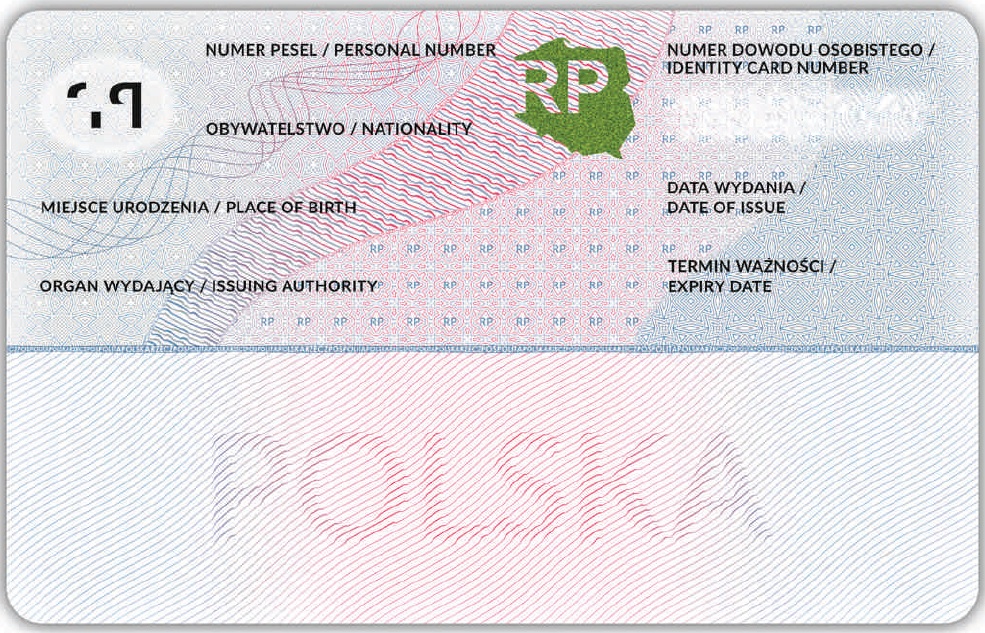 NUMER PESEL / PERSONAL NUMBER
RP
NUMER DOWODU OSOBISTEGO /
IDENTITY CARD NUMBER
OBYWATELSTWO / NATIONALITY
DATA WYDANIA /
DATE OF ISSUE
MIEJSCE URODZENIA / PLACE OF BIRTH
TERMIN WAŻNOŚCI /
EXPIRY DATE
ORGAN WYDAJĄCY / ISSUING AUTHORITY
POLSKA